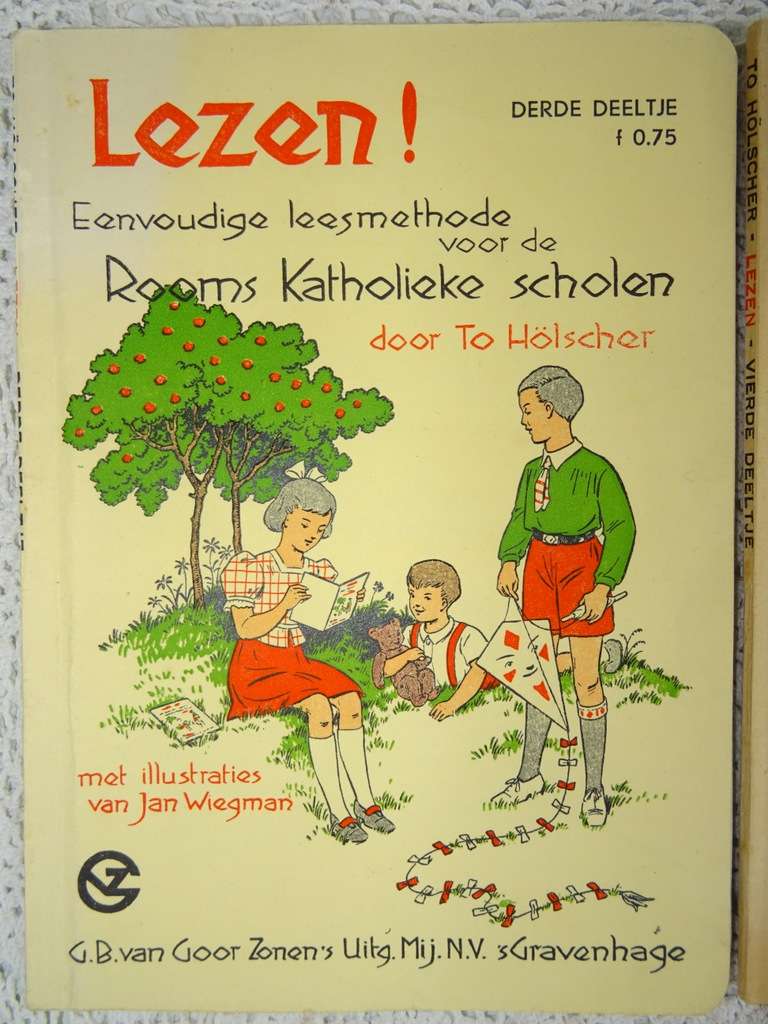 Lezen!
DERDE DEELTJE
f 0.75
Eenvoudige leesmethode
voor de
Rooms Katholieke scholen
door To Hölscher
met illustraties
van Jan Wiegman
G.B. van Goor Zonen's Uitg. Mij. N.V. 'sGravenhage
TO HÖLSCHER - LEZEN - VIERDE DEELTJE